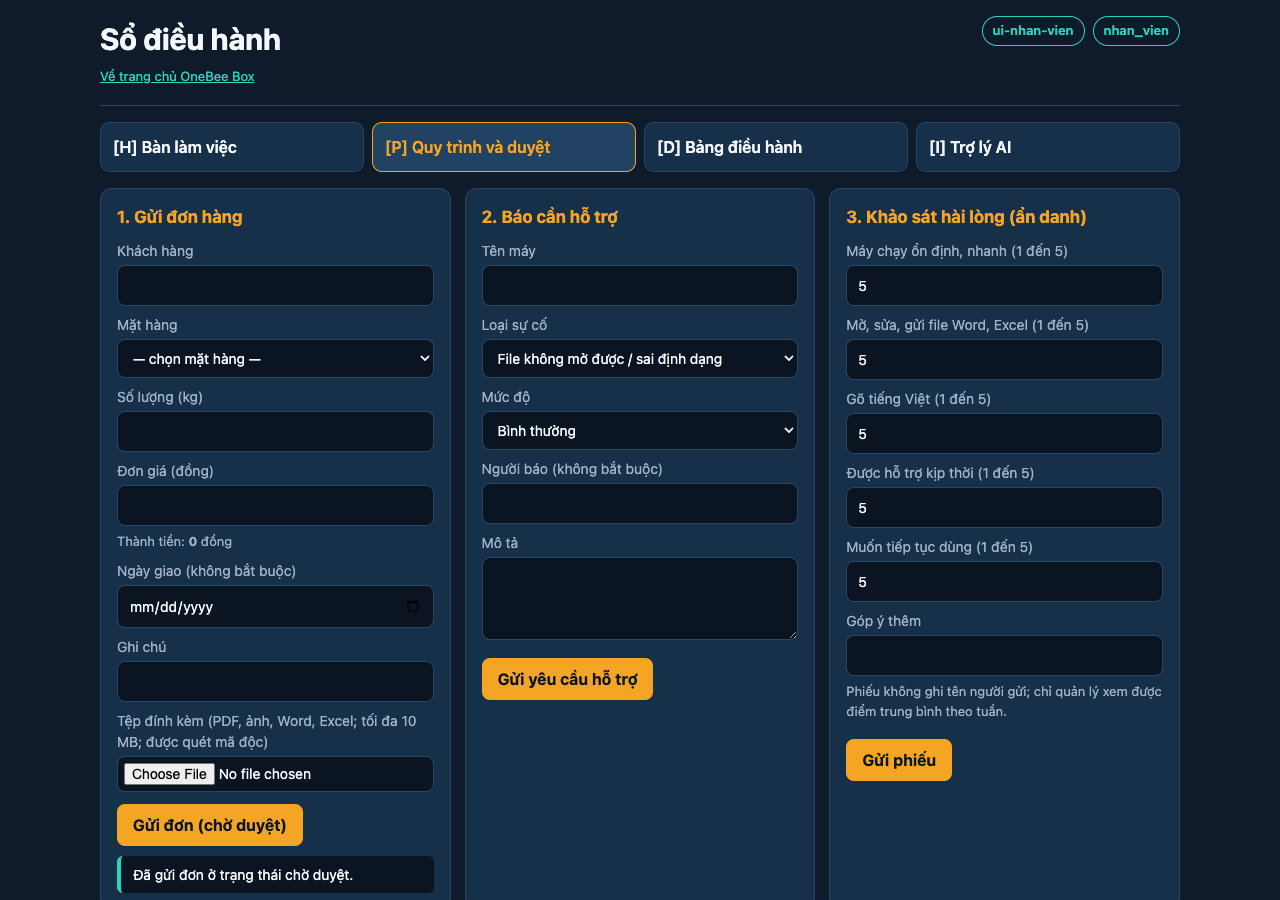 Sổ điều hành
ui-nhan-vien
nhan_vien
Về trang chủ OneBee Box
[H] Bàn làm việc
[P] Quy trình và duyệt
[D] Bảng điều hành
[I] Trợ lý AI
1. Gửi đơn hàng
Khách hàng
Mặt hàng
— chọn mặt hàng —
Số lượng (kg)
Đơn giá (đồng)
Thành tiền: 0 đồng
Ngày giao (không bắt buộc)
mm/dd/yyyy
Ghi chú
Tệp đính kèm (PDF, ảnh, Word, Excel; tối đa 10
MB; được quét mã độc)
Choose File No file chosen
Gửi đơn (chờ duyệt)
Đã gửi đơn ở trạng thái chờ duyệt.
2. Báo cần hỗ trợ
Tên máy
Loại sự cố
File không mở được / sai định dạng
Mức độ
Bình thường
Người báo (không bắt buộc)
Mô tả
Gửi yêu cầu hỗ trợ
3. Khảo sát hài lòng (ẩn danh)
Máy chạy ổn định, nhanh (1 đến 5)
5
Mở, sửa, gửi file Word, Excel (1 đến 5)
5
Gõ tiếng Việt (1 đến 5)
5
Được hỗ trợ kịp thời (1 đến 5)
5
Muốn tiếp tục dùng (1 đến 5)
5
Góp ý thêm
Phiếu không ghi tên người gửi; chỉ quản lý xem được
điểm trung bình theo tuần.
Gửi phiếu